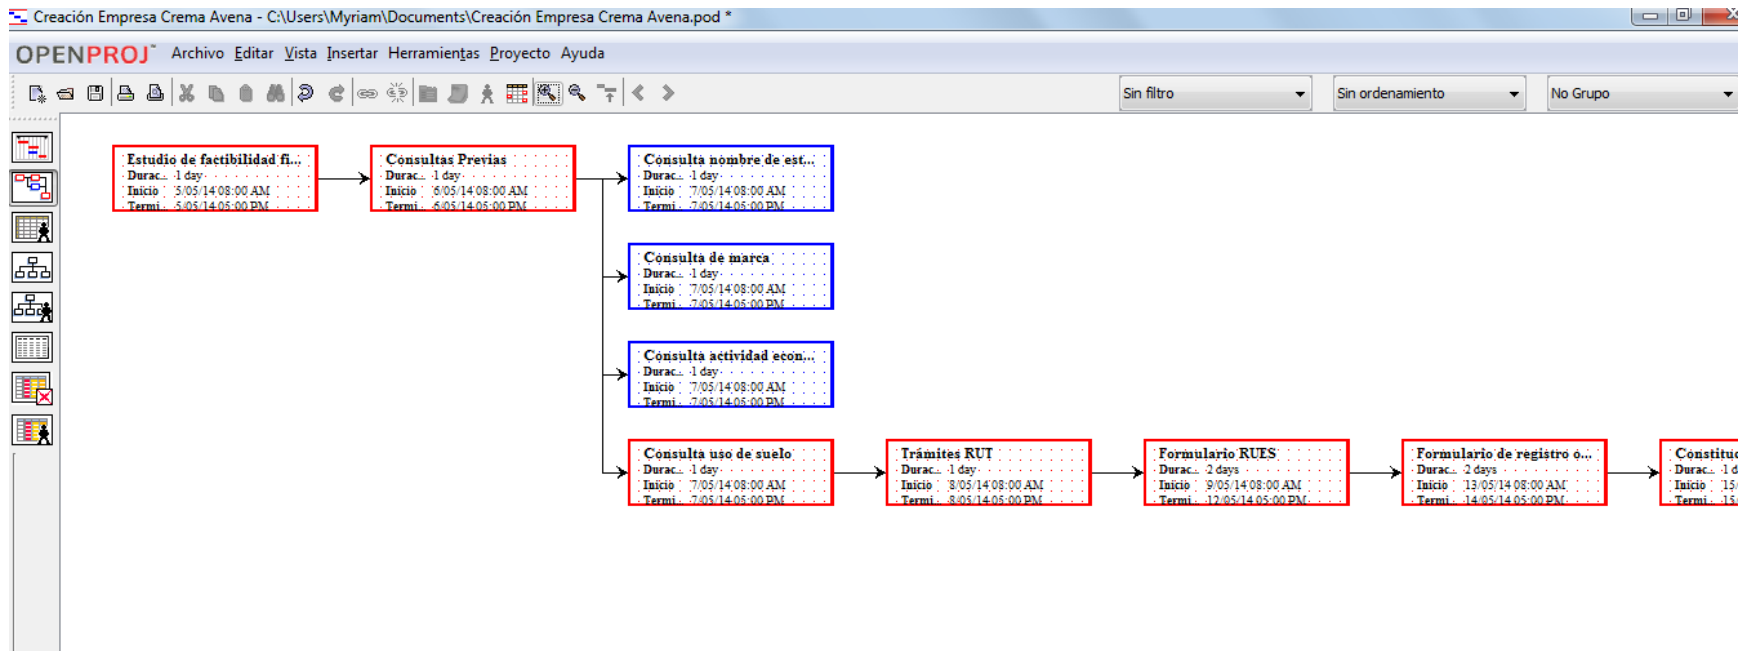 Creación Empresa Crema Avena - C:\Users\Myriam\Documents\Creación Empresa Crema Avena.pod *
OPENPROJ™ Archivo Editar Vista Insertar Herramientas Proyecto Ayuda
Sin filtro Sin ordenamiento No Grupo
Estudio de factibilidad fi...
Durac... 1 day
Inicio 5/05/14 08:00 AM
Termi... 5/05/14 05:00 PM
Consultas Previas
Durac... 1 day
Inicio 6/05/14 08:00 AM
Termi... 6/05/14 05:00 PM
Consulta nombre de est...
Durac... 1 day
Inicio 7/05/14 08:00 AM
Termi... 7/05/14 05:00 PM
Consulta de marca
Durac... 1 day
Inicio 7/05/14 08:00 AM
Termi... 7/05/14 05:00 PM
Consulta actividad econ...
Durac... 1 day
Inicio 7/05/14 08:00 AM
Termi... 7/05/14 05:00 PM
Consulta uso de suelo
Durac... 1 day
Inicio 7/05/14 08:00 AM
Termi... 7/05/14 05:00 PM
Trámites RUT
Durac... 1 day
Inicio 8/05/14 08:00 AM
Termi... 8/05/14 05:00 PM
Formulario RUES
Durac... 2 days
Inicio 9/05/14 08:00 AM
Termi... 12/05/14 05:00 PM
Formulario de registro o...
Durac... 2 days
Inicio 13/05/14 08:00 AM
Termi... 14/05/14 05:00 PM
Constituc
Durac... 1 d
Inicio 15/
Termi... 15/